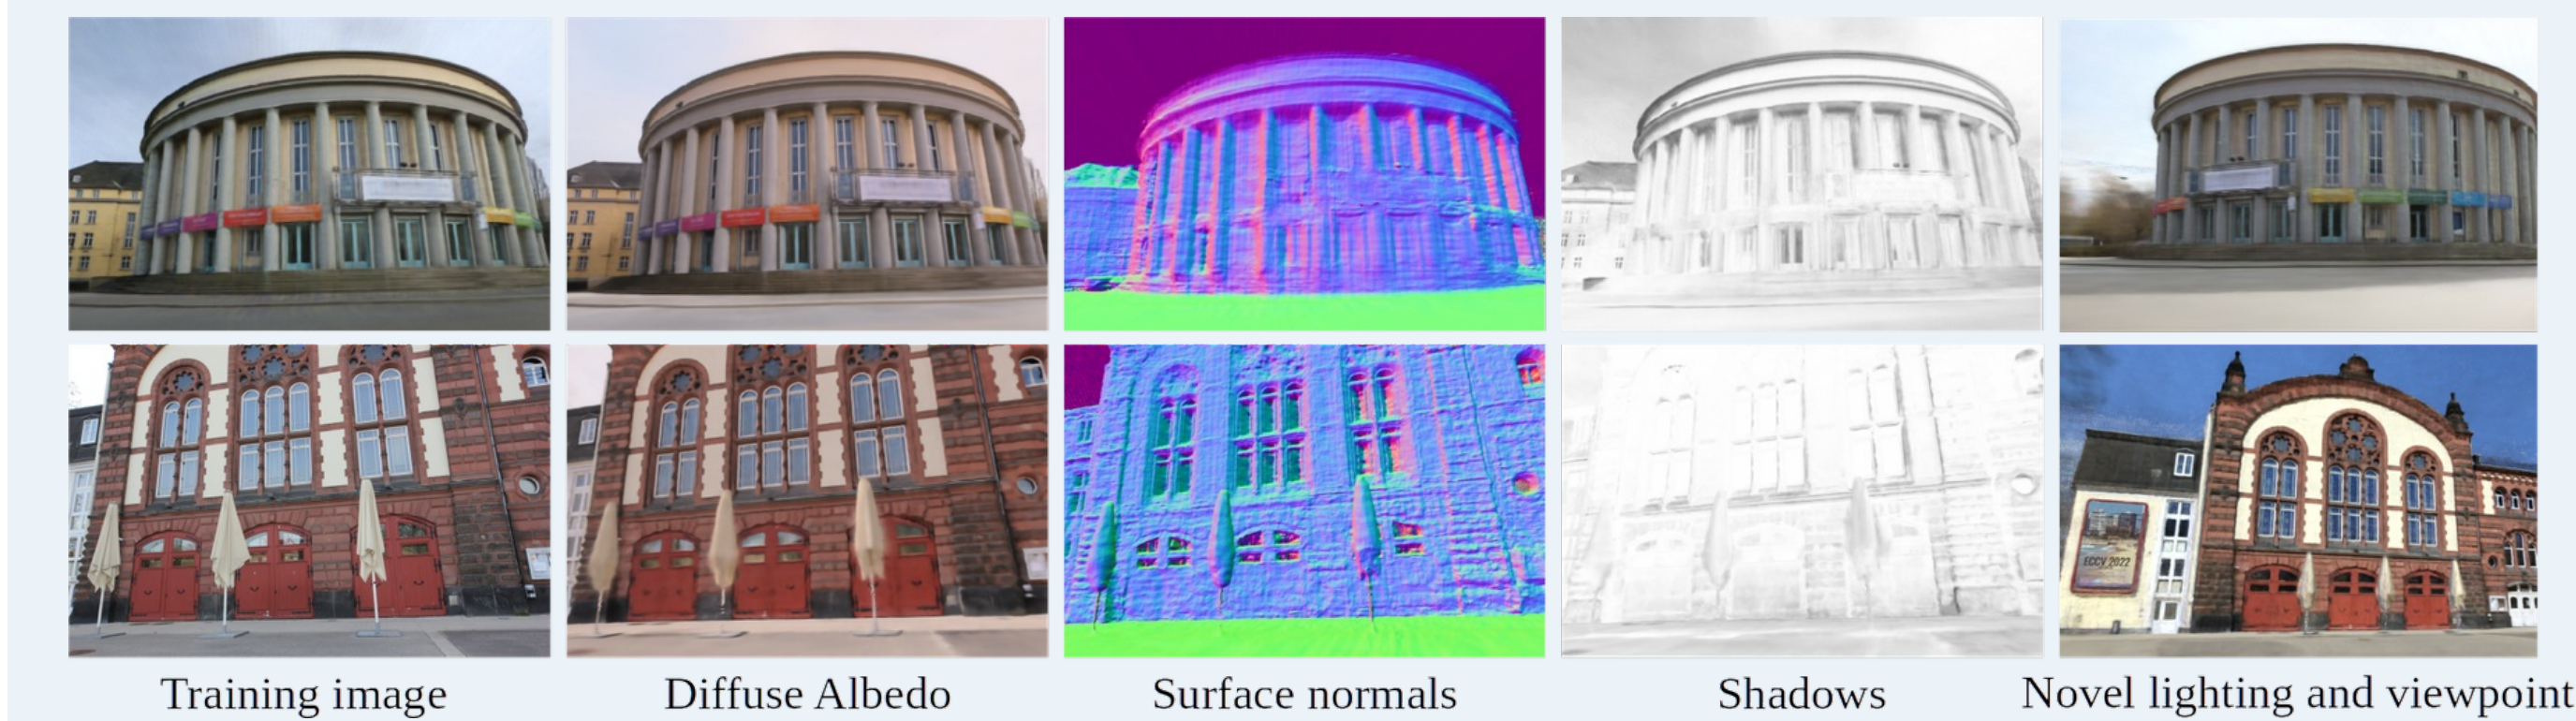 ECCV 2022
Training image
Diffuse Albedo
Surface normals
Shadows
Novel lighting and viewpoint